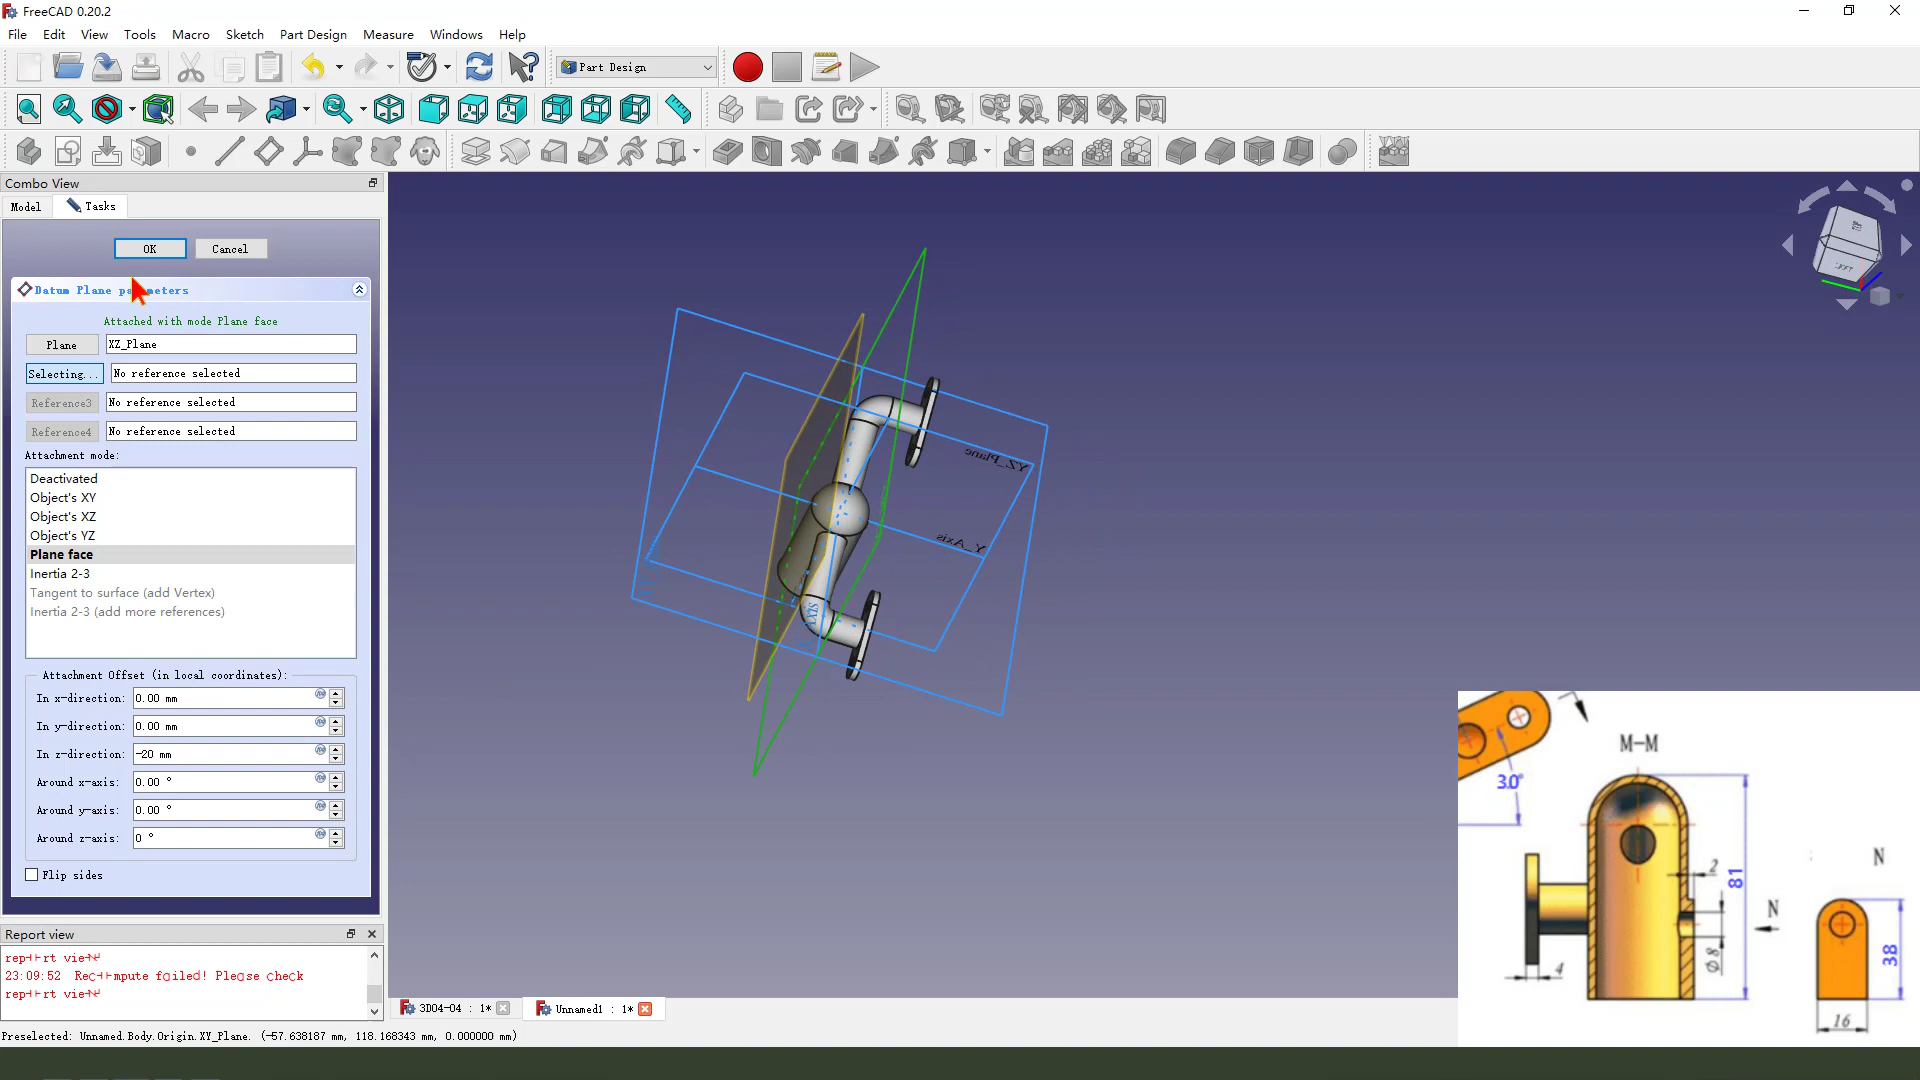 FreeCAD 0.20.2
File Edit View Tools Macro Sketch Part Design Measure Windows Help
Part Design
Combo View
Model Tasks
OK Cancel
Datum Plane parameters
Attached with mode Plane face
Plane XZ_Plane
Selecting... No reference selected
Reference3 No reference selected
Reference4 No reference selected
Attachment mode:
Deactivated
Object's XY
Object's XZ
Object's YZ
Plane face
Inertia 2-3
Tangent to surface (add Vertex)
Inertia 2-3 (add more references)
Attachment Offset (in local coordinates):
In x-direction: 0.00 mm
In y-direction: 0.00 mm
In z-direction: -20 mm
Around x-axis: 0.00 °
Around y-axis: 0.00 °
Around z-axis: 0 °
Flip sides
Report view
23:09:52 failed! Please check
YZ_Plane
Y_Axis
M-M
30°
2
81
N
N
Ø8
4
38
16
3D04-04 : 1*
Unnamed1 : 1*
Preselected: Unnamed.Body.Origin.XY_Plane. (-57.638187 mm, 118.168343 mm, 0.000000 mm)